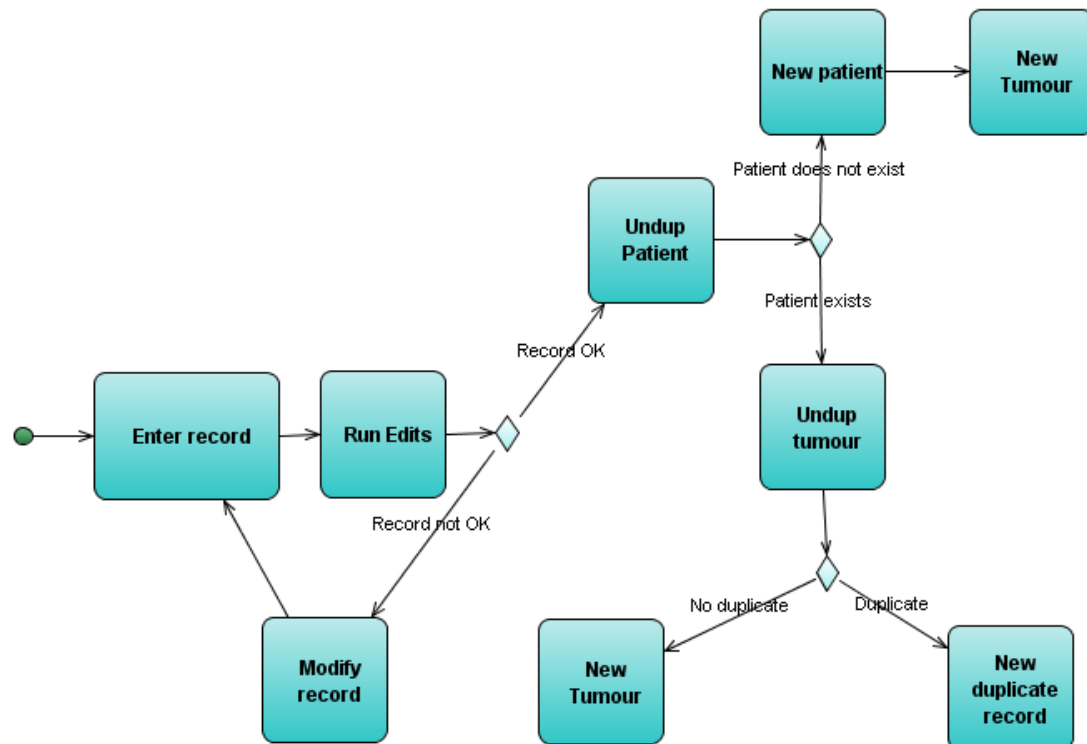 New patient
New
Tumour
Patient does not exist
Undup
Patient
Patient exists
Record OK
Enter record
Run Edits
Undup
tumour
Record not OK
No duplicate
Duplicate
Modify
record
New
Tumour
New
duplicate
record